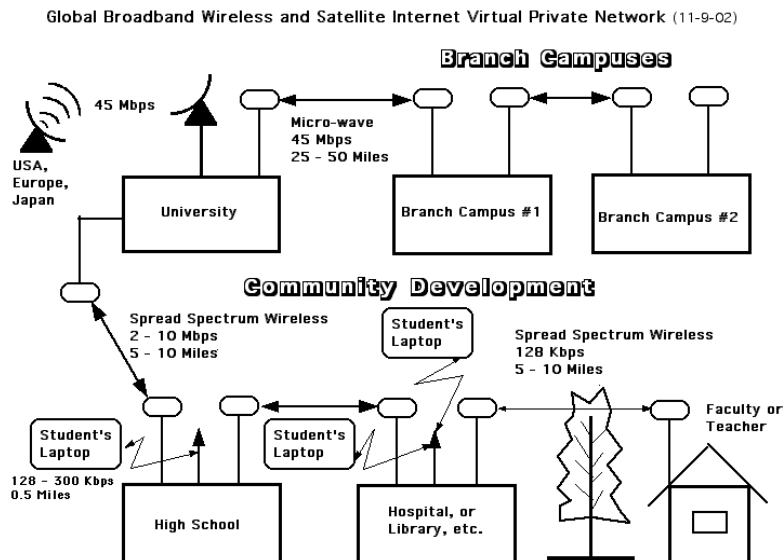 Global Broadband Wireless and Satellite Internet Virtual Private Network (11-9-02)
Branch Campuses
45 Mbps
USA,
Europe,
Japan
Micro-wave
45 Mbps
25 - 50 Miles
University
Branch Campus #1
Branch Campus #2
Community Development
Spread Spectrum Wireless
2 - 10 Mbps
5 - 10 Miles
Student's
Laptop
Spread Spectrum Wireless
128 Kbps
5 - 10 Miles
Student's
Laptop
128 - 300 Kbps
0.5 Miles
Student's
Laptop
Faculty or
Teacher
High School
Hospital, or
Library, etc.